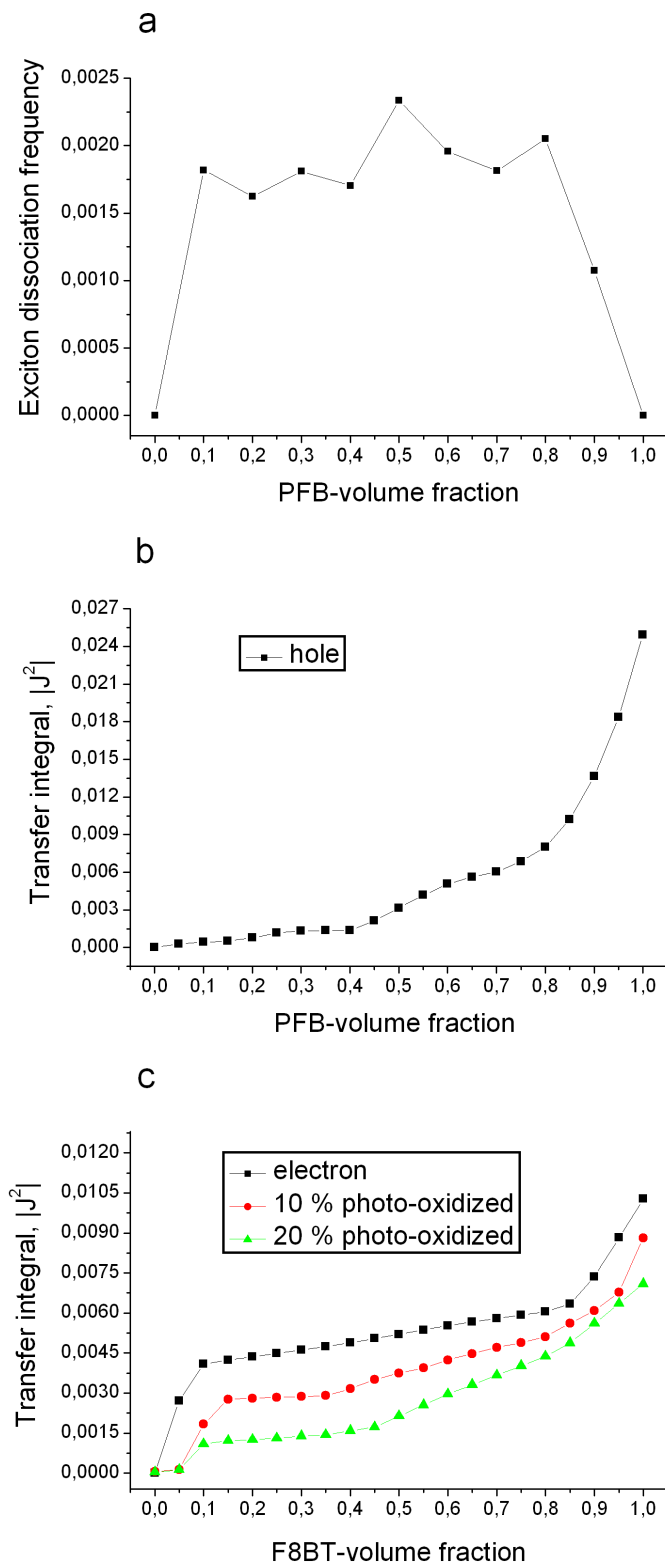 a
0,0025
0,0020
0,0015
0,0010
0,0005
0,0000
Exciton dissociation frequency
0,0 0,1 0,2 0,3 0,4 0,5 0,6 0,7 0,8 0,9 1,0
PFB-volume fraction
b
0,027
0,024
0,021
0,018
0,015
0,012
0,009
0,006
0,003
0,000
Transfer integral, |J²|
hole
0,0 0,1 0,2 0,3 0,4 0,5 0,6 0,7 0,8 0,9 1,0
PFB-volume fraction
c
0,0120
0,0105
0,0090
0,0075
0,0060
0,0045
0,0030
0,0015
0,0000
Transfer integral, |J²|
electron
10 % photo-oxidized
20 % photo-oxidized
0,0 0,1 0,2 0,3 0,4 0,5 0,6 0,7 0,8 0,9 1,0
F8BT-volume fraction